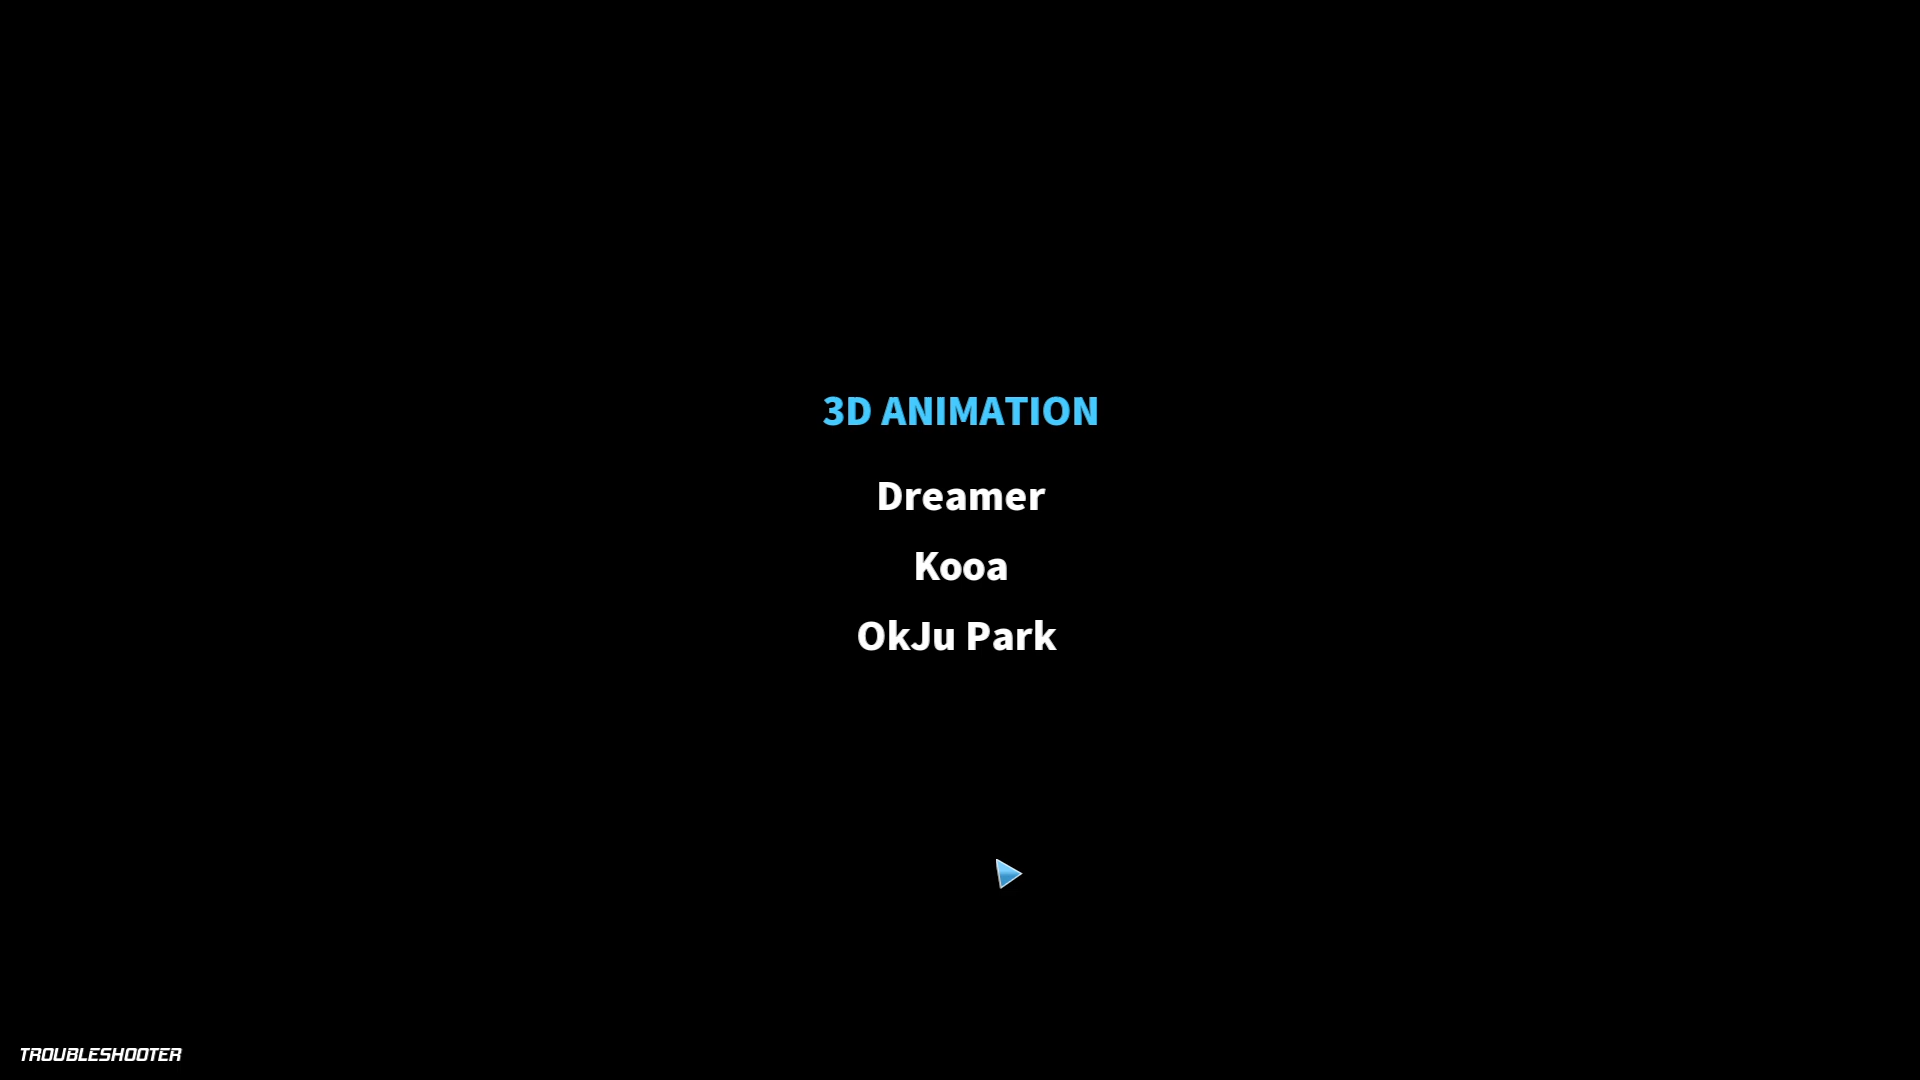 3D ANIMATION
Dreamer
Kooa
OkJu Park
TROUBLESHOOTER